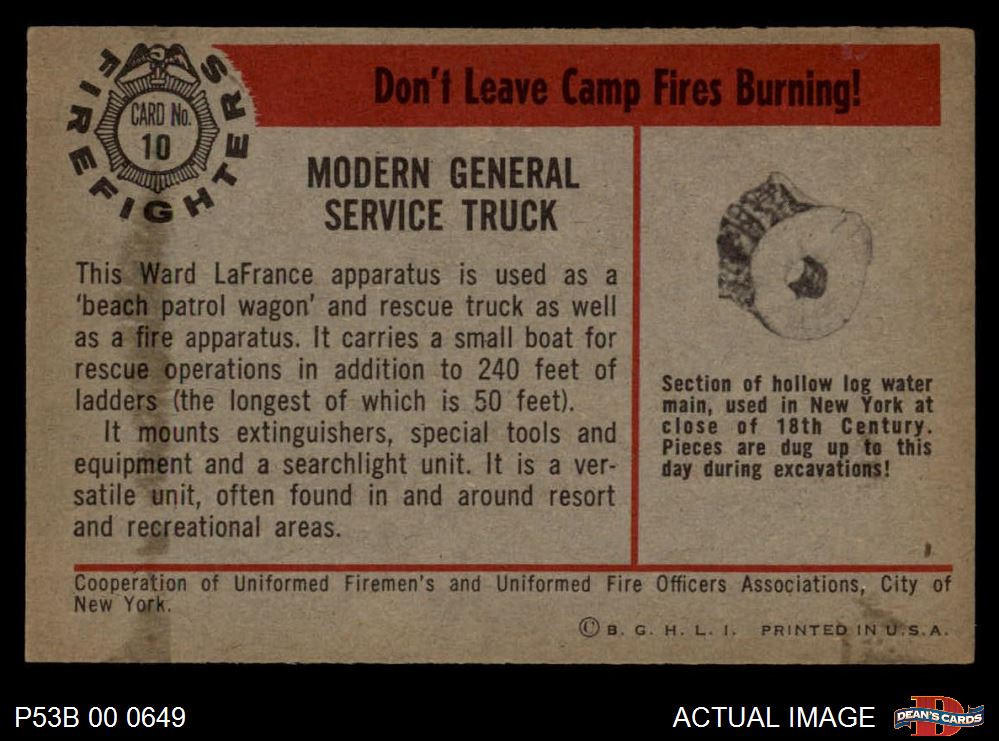 FIREFIGHTERS
CARD No.
10
Don't Leave Camp Fires Burning!
MODERN GENERAL
SERVICE TRUCK
This Ward LaFrance apparatus is used as a
'beach patrol wagon' and rescue truck as well
as a fire apparatus. It carries a small boat for
rescue operations in addition to 240 feet of
ladders (the longest of which is 50 feet).
It mounts extinguishers, special tools and
equipment and a searchlight unit. It is a ver-
satile unit, often found in and around resort
and recreational areas.
Section of hollow log water
main, used in New York at
close of 18th Century.
Pieces are dug up to this
day during excavations!
Cooperation of Uniformed Firemen's and Uniformed Fire Officers Associations, City of
New York.
© B. G. H. L. I. PRINTED IN U.S.A.
P53B 00 0649
ACTUAL IMAGE
D
DEAN'S CARDS